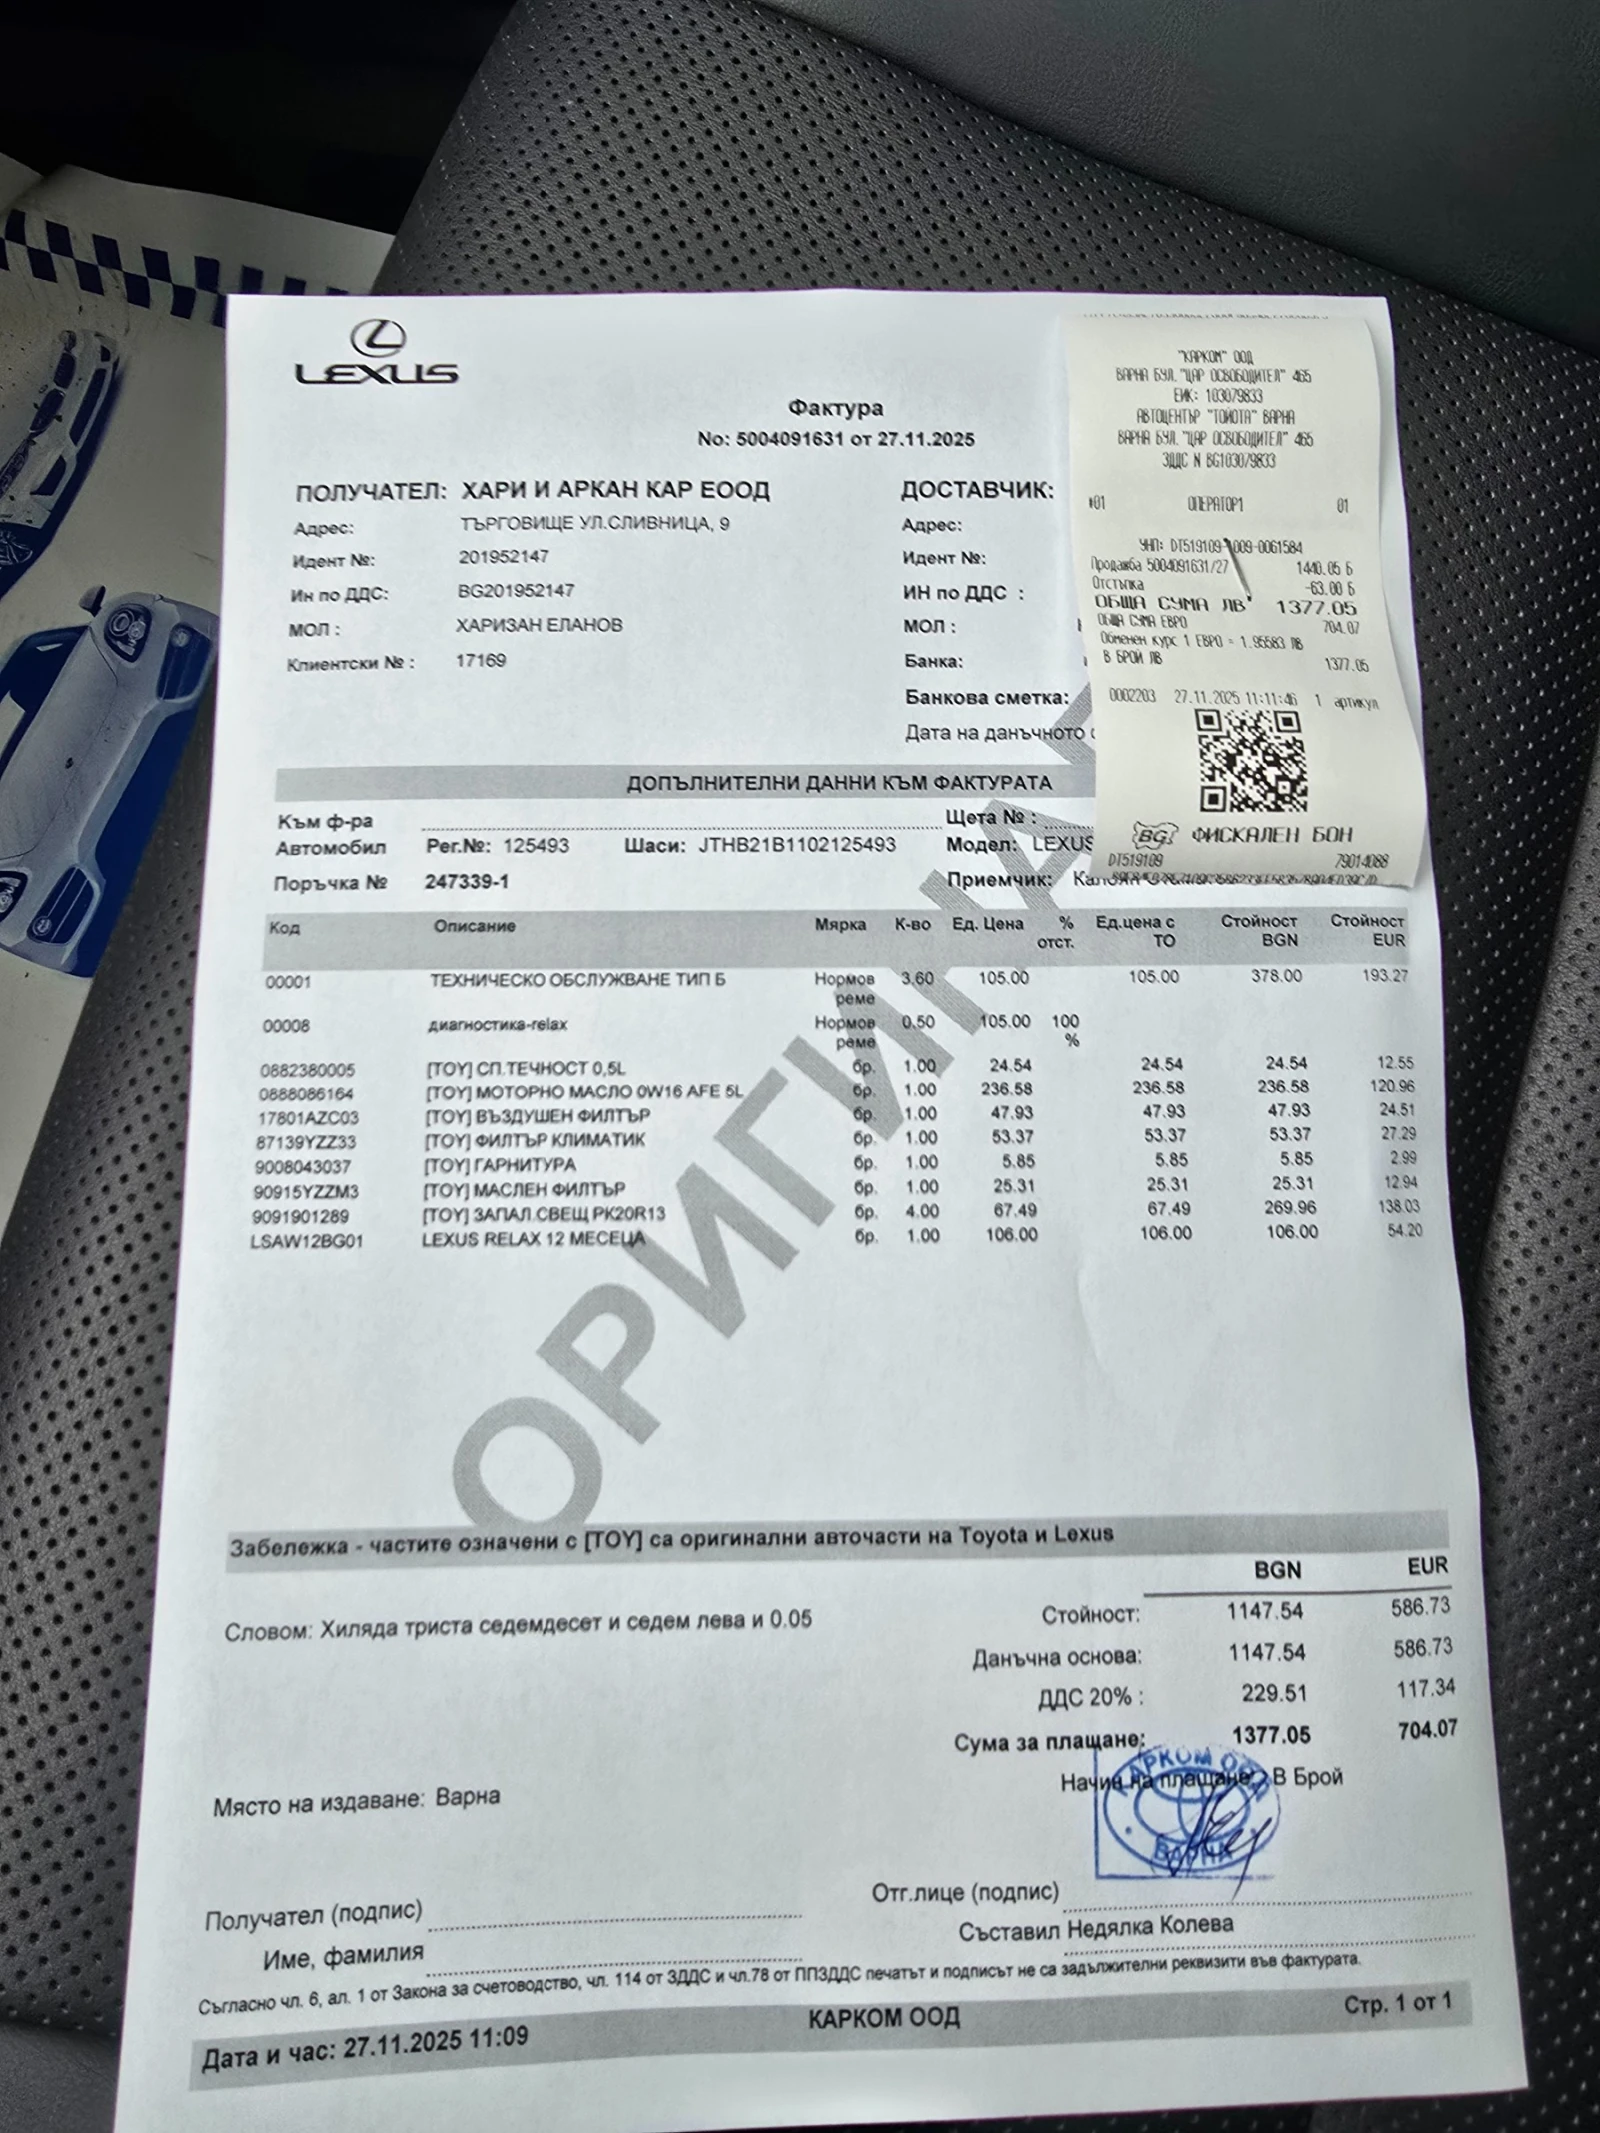 LEXUS
Фактура
No: 5004091631 от 27.11.2025
ПОЛУЧАТЕЛ: ХАРИ И АРКАН КАР ЕООД
Адрес: ТЪРГОВИЩЕ УЛ.СЛИВНИЦА, 9
Идент №: 201952147
Ин по ДДС: BG201952147
МОЛ : ХАРИЗАН ЕЛАНОВ
Клиентски № : 17169
ДОСТАВЧИК:
Адрес:
Идент №:
ИН по ДДС :
МОЛ :
Банка:
Банкова сметка:
Дата на данъчното
"КАРКОМ" ООД
ВАРНА БУЛ."ЦАР ОСВОБОДИТЕЛ" 465
ЕИК: 103079833
АВТОЦЕНТЪР "ТОЙОТА" ВАРНА
ВАРНА БУЛ."ЦАР ОСВОБОДИТЕЛ" 465
ЗДДС N BG103079833
#01 ОПЕРАТОР1 01
УНП: DT519109-1009-0061584
Продажба 5004091631/27 1440.05 Б
Отстъпка -63.00 Б
ОБЩА СУМА ЛВ 1377.05
ОБЩА СУМА ЕВРО 704.07
Обменен курс 1 ЕВРО = 1.95583 ЛВ
В БРОЙ ЛВ 1377.05
0002203 27.11.2025 11:11:46 1 артикул
BG ФИСКАЛЕН БОН
DT519109 79014088
ДОПЪЛНИТЕЛНИ ДАННИ КЪМ ФАКТУРАТА
Към ф-ра Щета № :
Автомобил Рег.№: 125493 Шаси: JTHB21B1102125493 Модел: LEXUS
Поръчка № 247339-1 Приемчик:
Код Описание Мярка К-во Ед. Цена % отст. Ед.цена с ТО Стойност BGN Стойност EUR
00001 ТЕХНИЧЕСКО ОБСЛУЖВАНЕ ТИП Б Нормов 3.60 105.00 105.00 378.00 193.27
реме
00008 диагностика-relax Нормов 0.50 105.00 100
реме %
0882380005 [TOY] СП.ТЕЧНОСТ 0,5L бр. 1.00 24.54 24.54 24.54 12.55
0888086164 [TOY] МОТОРНО МАСЛО 0W16 AFE 5L бр. 1.00 236.58 236.58 236.58 120.96
17801AZC03 [TOY] ВЪЗДУШЕН ФИЛТЪР бр. 1.00 47.93 47.93 47.93 24.51
87139YZZ33 [TOY] ФИЛТЪР КЛИМАТИК бр. 1.00 53.37 53.37 53.37 27.29
9008043037 [TOY] ГАРНИТУРА бр. 1.00 5.85 5.85 5.85 2.99
90915YZZM3 [TOY] МАСЛЕН ФИЛТЪР бр. 1.00 25.31 25.31 25.31 12.94
9091901289 [TOY] ЗАПАЛ.СВЕЩ PK20R13 бр. 4.00 67.49 67.49 269.96 138.03
LSAW12BG01 LEXUS RELAX 12 МЕСЕЦА бр. 1.00 106.00 106.00 106.00 54.20
ОРИГИНА
Забележка - частите означени с [TOY] са оригинални авточасти на Toyota и Lexus
BGN EUR
Словом: Хиляда триста седемдесет и седем лева и 0.05
Стойност: 1147.54 586.73
Данъчна основа: 1147.54 586.73
ДДС 20% : 229.51 117.34
Сума за плащане: 1377.05 704.07
Начин на плащане: В Брой
КАРКОМ ООД
ВАРНА
Място на издаване: Варна
Получател (подпис)
Име, фамилия
Отг.лице (подпис)
Съставил Недялка Колева
Съгласно чл. 6, ал. 1 от Закона за счетоводство, чл. 114 от ЗДДС и чл.78 от ППЗДДС печатът и подписът не са задължителни реквизити във фактурата.
Дата и час: 27.11.2025 11:09 КАРКОМ ООД Стр. 1 от 1